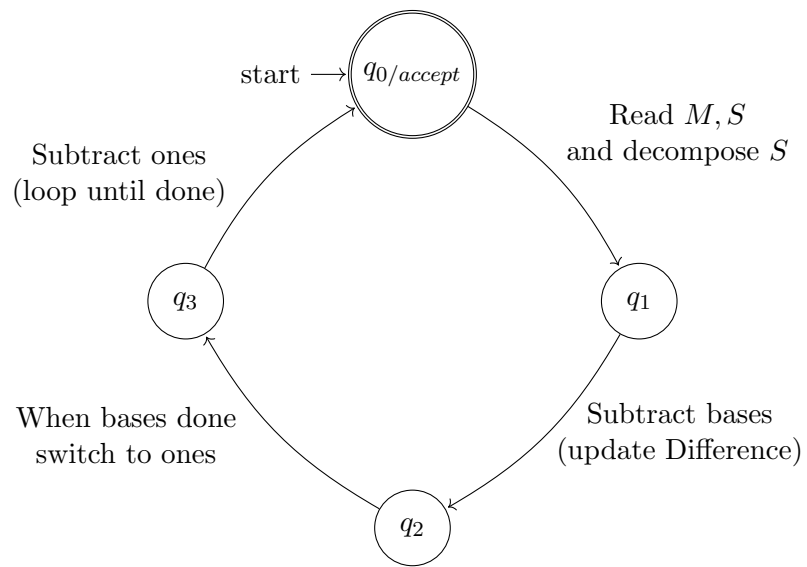 start
q0/accept
Read M, S
and decompose S
Subtract ones
(loop until done)
q3
q1
When bases done
switch to ones
Subtract bases
(update Difference)
q2